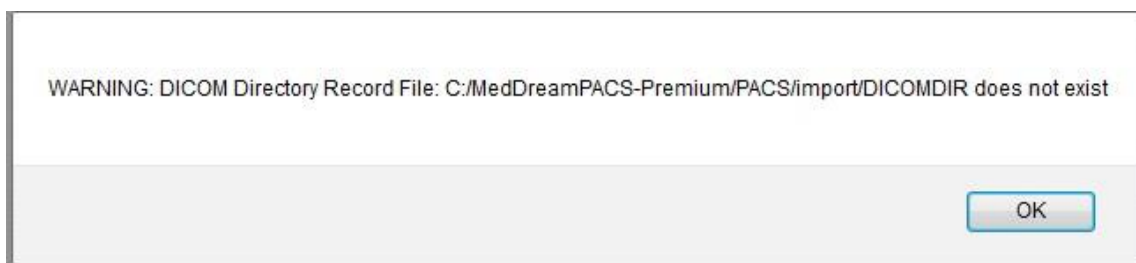 WARNING: DICOM Directory Record File: C:/MedDreamPACS-Premium/PACS/import/DICOMDIR does not exist
OK